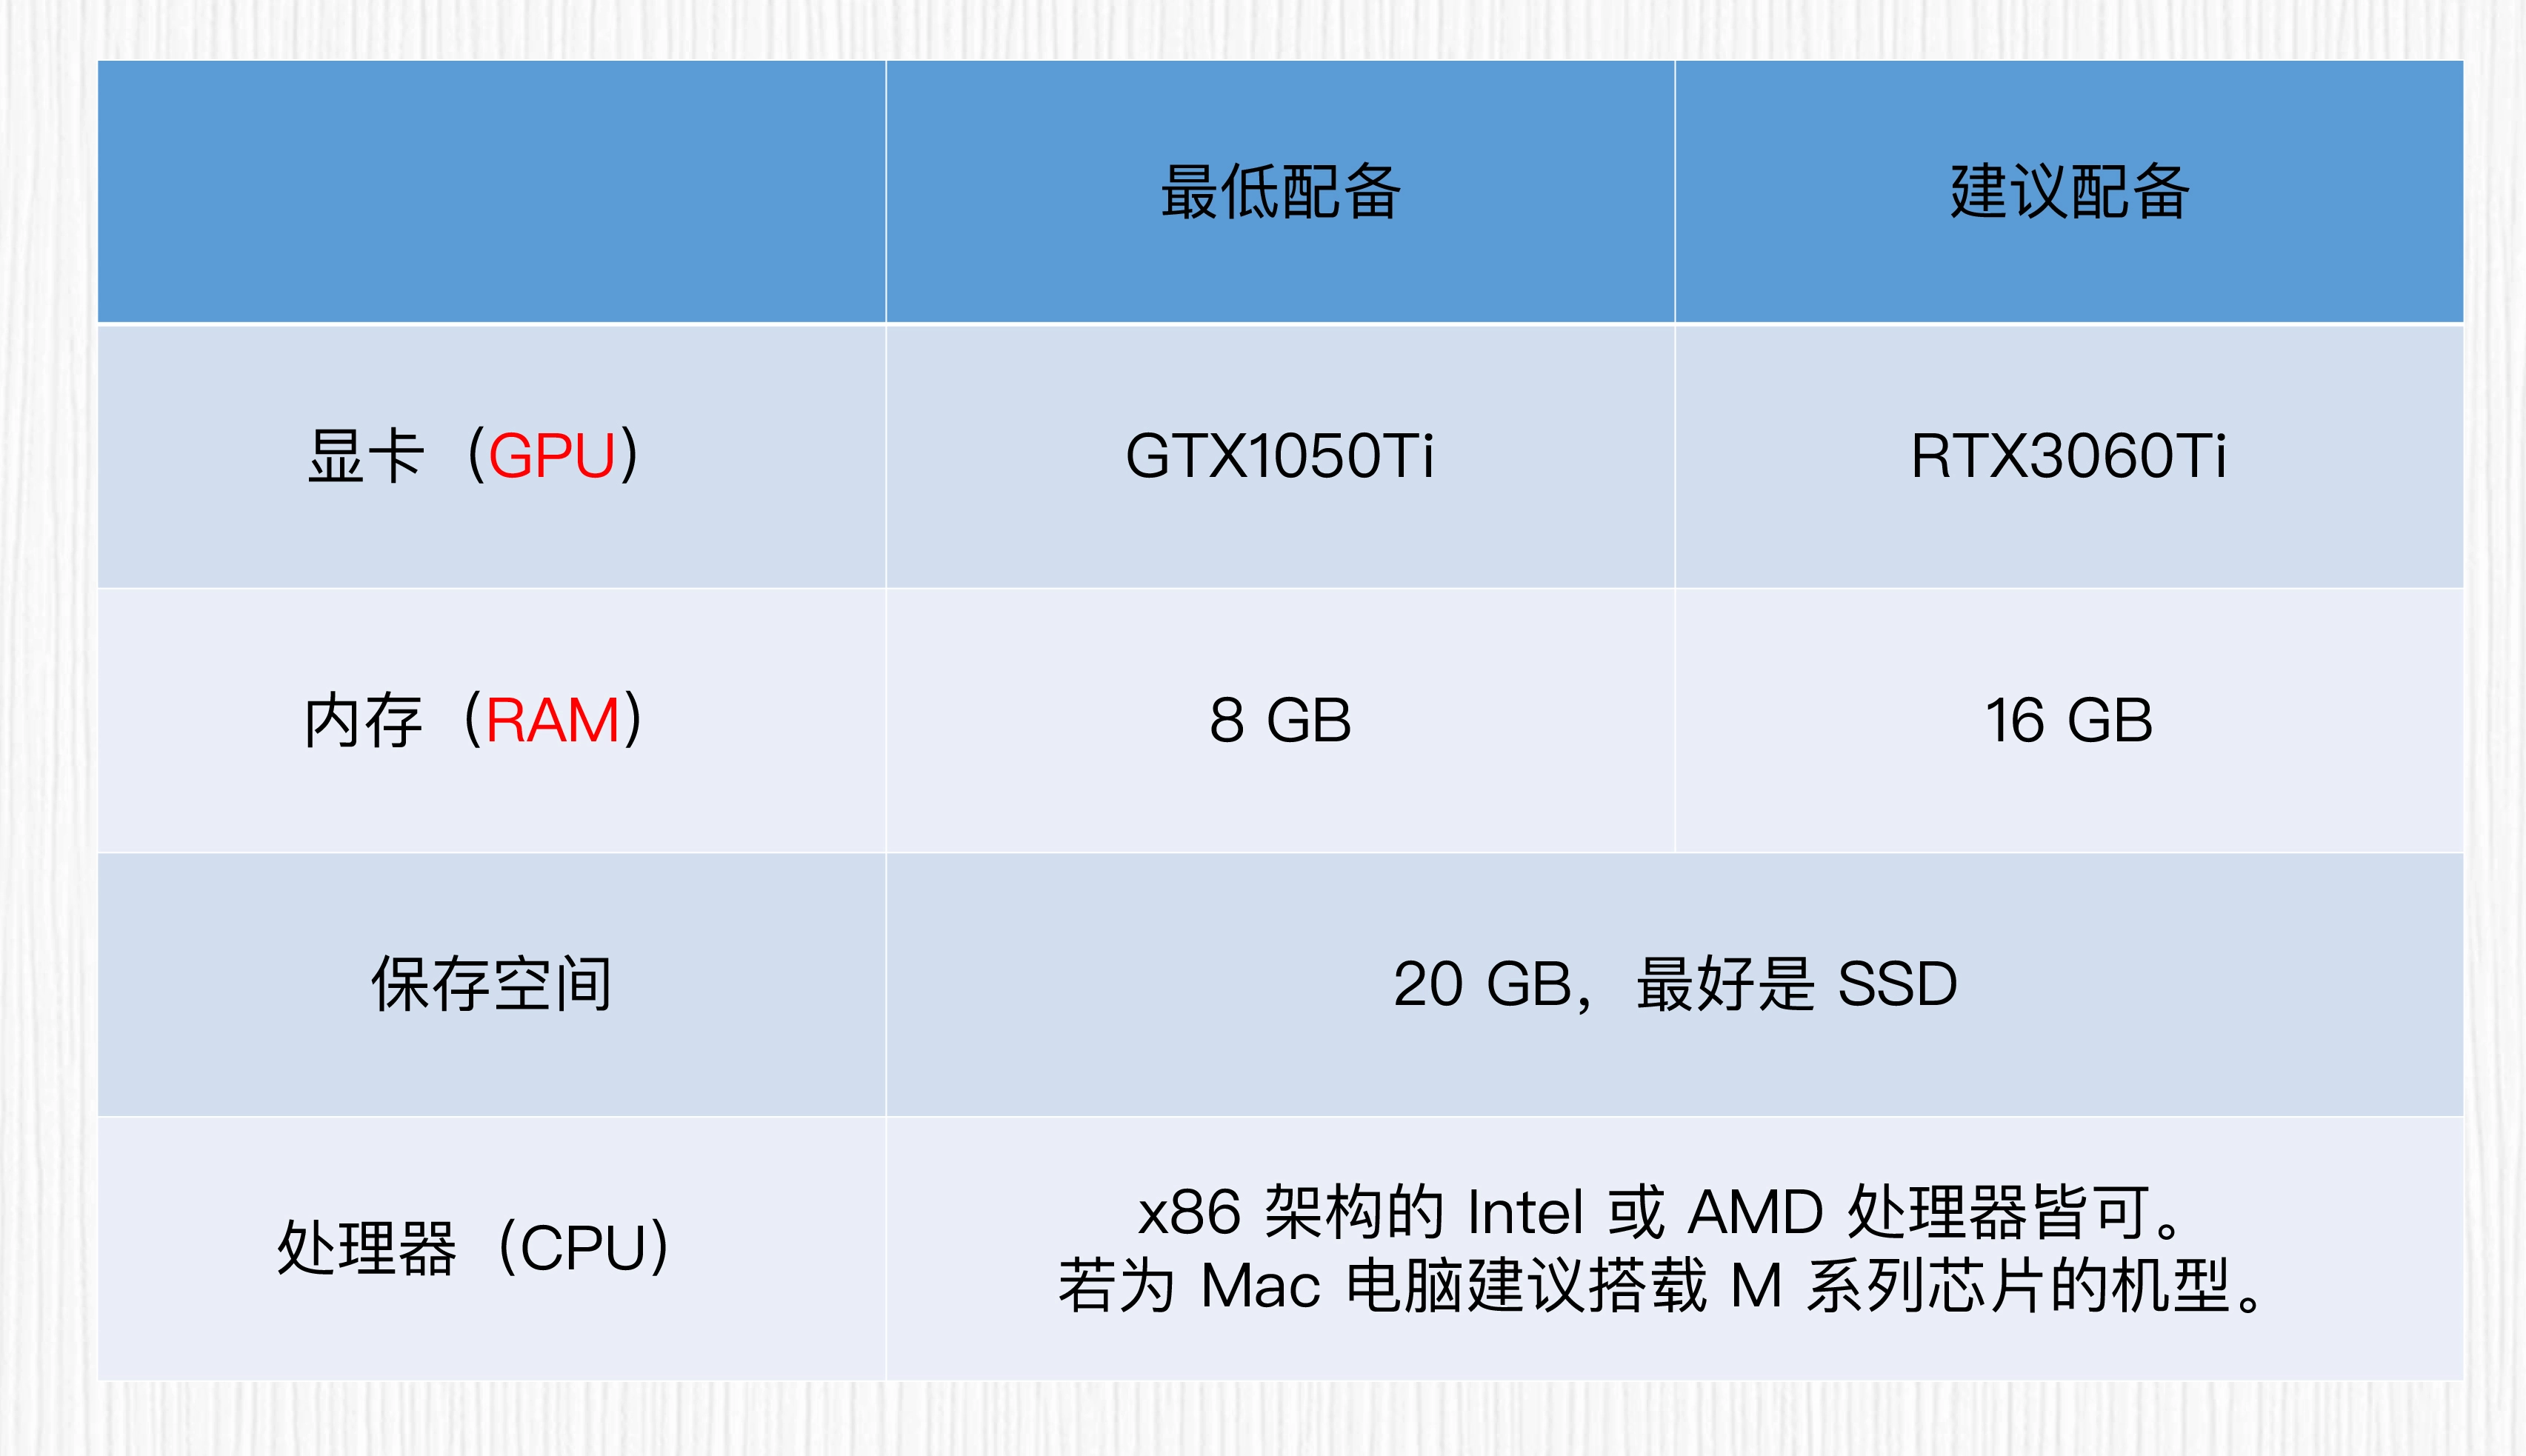 最低配备 建议配备
显卡（GPU） GTX1050Ti RTX3060Ti
内存（RAM） 8 GB 16 GB
保存空间 20 GB，最好是 SSD
处理器（CPU） x86 架构的 Intel 或 AMD 处理器皆可。
若为 Mac 电脑建议搭载 M 系列芯片的机型。